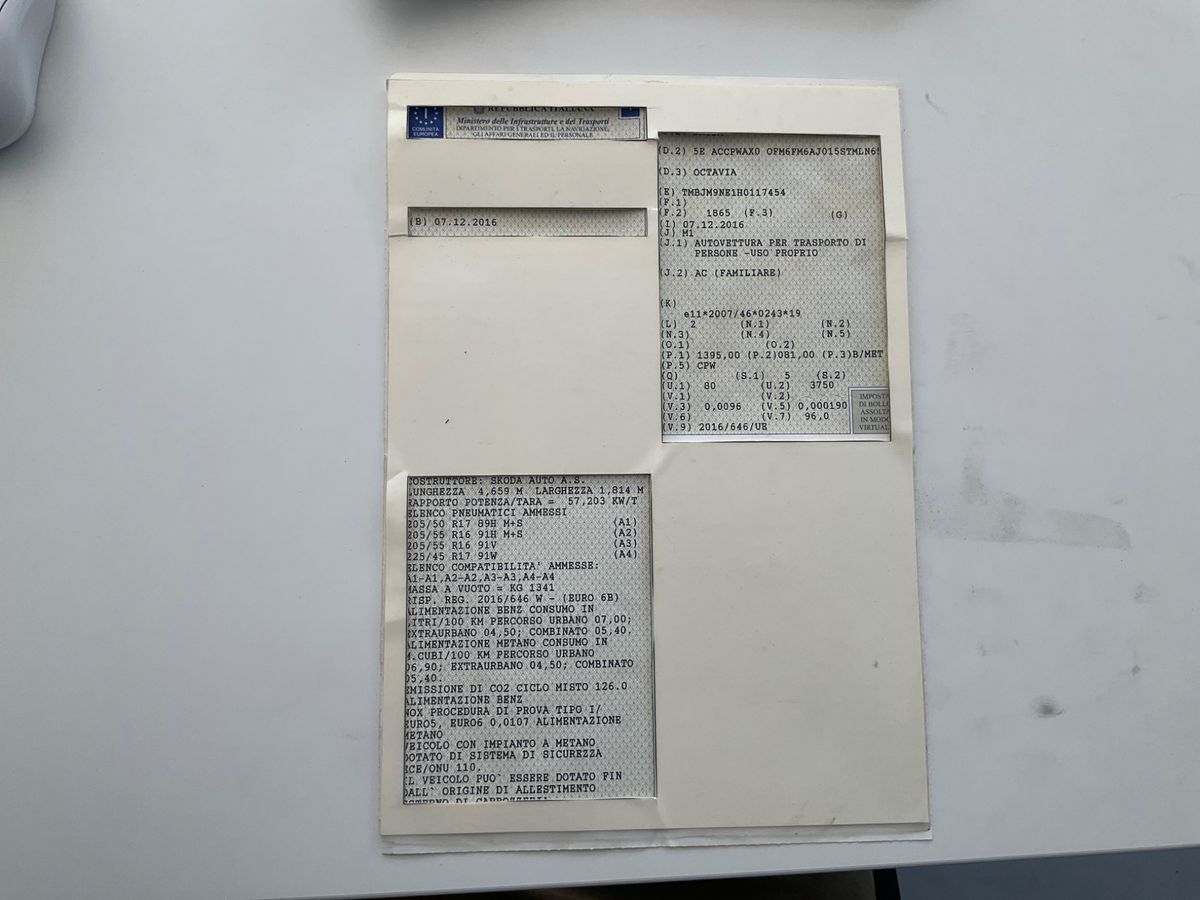 COMUNITÀ
EUROPEA
REPUBBLICA ITALIANA
Ministero delle Infrastrutture e dei Trasporti
DIPARTIMENTO PER I TRASPORTI, LA NAVIGAZIONE,
GLI AFFARI GENERALI ED IL PERSONALE
(B) 07.12.2016
COSTRUTTORE: SKODA AUTO A.S.
LUNGHEZZA 4,659 M LARGHEZZA 1,814 M
RAPPORTO POTENZA/TARA = 57,203 KW/T
ELENCO PNEUMATICI AMMESSI
205/50 R17 89H M+S (A1)
205/55 R16 91H M+S (A2)
205/55 R16 91V (A3)
225/45 R17 91W (A4)
ELENCO COMPATIBILITA' AMMESSE:
A1-A1,A2-A2,A3-A3,A4-A4
MASSA A VUOTO = KG 1341
RISP. REG. 2016/646 W - (EURO 6B)
ALIMENTAZIONE BENZ CONSUMO IN
LITRI/100 KM PERCORSO URBANO 07,00;
EXTRAURBANO 04,50; COMBINATO 05,40.
ALIMENTAZIONE METANO CONSUMO IN
M.CUBI/100 KM PERCORSO URBANO
06,90; EXTRAURBANO 04,50; COMBINATO
05,40.
EMISSIONE DI CO2 CICLO MISTO 126.0
ALIMENTAZIONE BENZ
NOX PROCEDURA DI PROVA TIPO I/
EURO5, EURO6 0,0107 ALIMENTAZIONE
METANO
VEICOLO CON IMPIANTO A METANO
DOTATO DI SISTEMA DI SICUREZZA
ECE/ONU 110.
IL VEICOLO PUO` ESSERE DOTATO FIN
DALL` ORIGINE DI ALLESTIMENTO
(D.2) 5E ACCPWAX0 OFM6FM6AJ015STMLN6
(D.3) OCTAVIA
(E) TMBJM9NE1H0117454
(F.1)
(F.2) 1865 (F.3) (G)
(I) 07.12.2016
(J) M1
(J.1) AUTOVETTURA PER TRASPORTO DI
PERSONE -USO PROPRIO
(J.2) AC (FAMILIARE)
(K)
e11*2007/46*0243*19
(L) 2 (N.1) (N.2)
(N.3) (N.4) (N.5)
(O.1) (O.2)
(P.1) 1395,00 (P.2)081,00 (P.3)B/MET
(P.5) CPW
(Q) (S.1) 5 (S.2)
(U.1) 80 (U.2) 3750
(V.1) (V.2)
(V.3) 0,0096 (V.5) 0,000190
(V.6) (V.7) 96,0
(V.9) 2016/646/UE
IMPOSTA
DI BOLLO
ASSOLTA
IN MODO
VIRTUAL